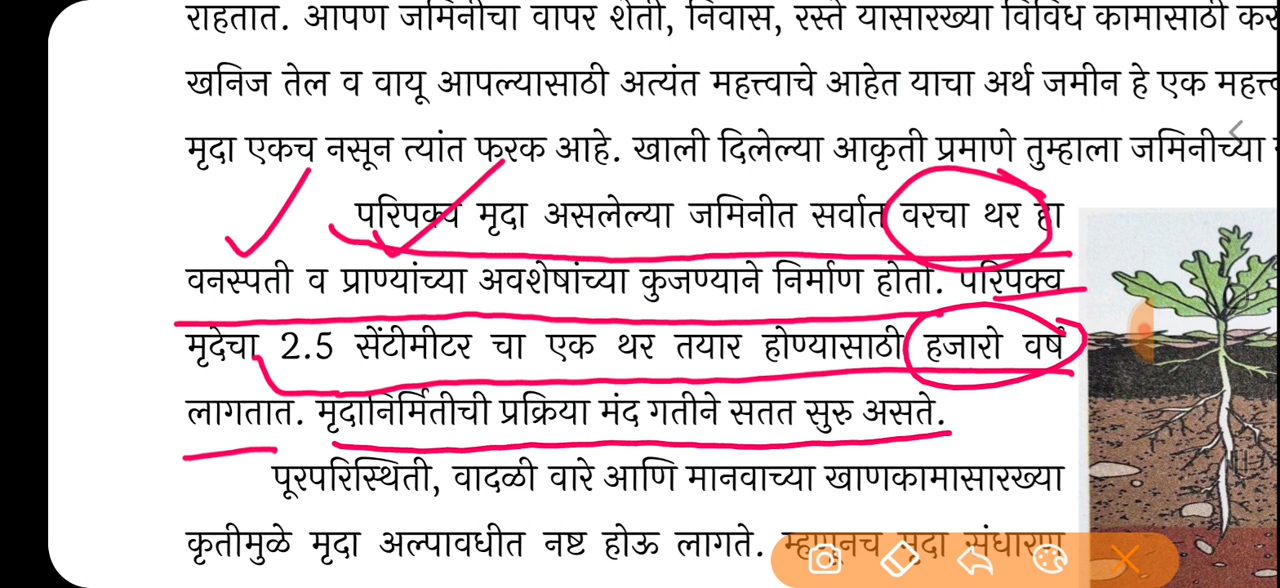 राहतात. आपण जमिनीचा वापर शेती, निवास, रस्ते यासारख्या विविध कामासाठी
खनिज तेल व वायू आपल्यासाठी अत्यंत महत्त्वाचे आहेत याचा अर्थ जमीन हे एक
मृदा एकच नसून त्यांत फरक आहे. खाली दिलेल्या आकृती प्रमाणे तुम्हाला जमिनीच्या
परिपक्व मृदा असलेल्या जमिनीत सर्वात वरचा थर हा
वनस्पती व प्राण्यांच्या अवशेषांच्या कुजण्याने निर्माण होतो. परिपक्व
मृदेचा 2.5 सेंटीमीटर चा एक थर तयार होण्यासाठी हजारो वर्षे
लागतात. मृदानिर्मितीची प्रक्रिया मंद गतीने सतत सुरु असते.
पूरपरिस्थिती, वादळी वारे आणि मानवाच्या खाणकामासारख्या
कृतीमुळे मृदा अल्पावधीत नष्ट होऊ लागते. म्हणूनच मृदा संधारण